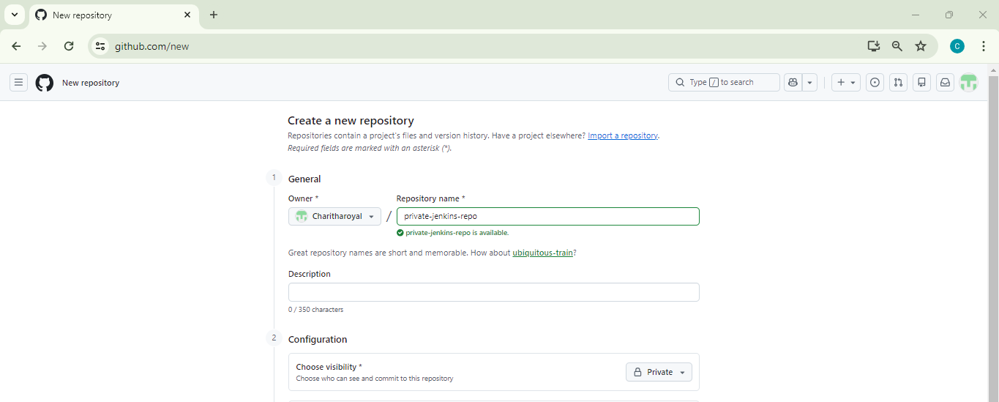 New repository
github.com/new
C
New repository
Type / to search
Create a new repository
Repositories contain a project's files and version history. Have a project elsewhere? Import a repository.
Required fields are marked with an asterisk (*).
1
General
Owner *
Repository name *
Charitharoyal
/
private-jenkins-repo
private-jenkins-repo is available.
Great repository names are short and memorable. How about ubiquitous-train?
Description
0 / 350 characters
2
Configuration
Choose visibility *
Choose who can see and commit to this repository
Private